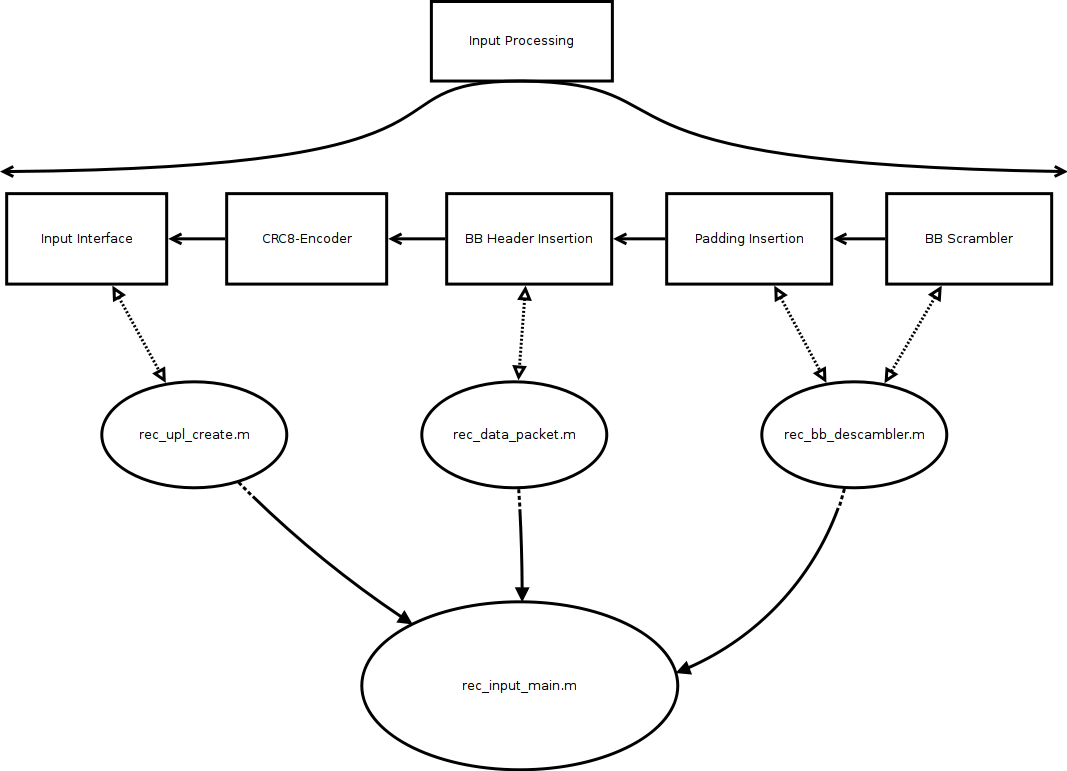 Input Processing
Input Interface
CRC8-Encoder
BB Header Insertion
Padding Insertion
BB Scrambler
rec_upl_create.m
rec_data_packet.m
rec_bb_descambler.m
rec_input_main.m